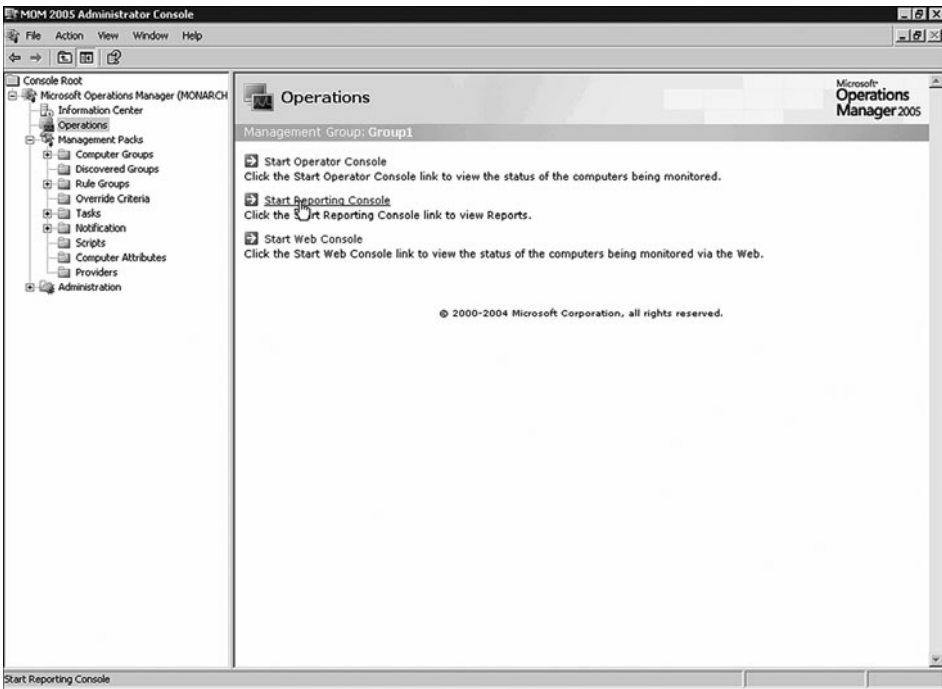 MOM 2005 Administrator Console
File Action View Window Help
Console Root
Microsoft Operations Manager (MONARCH
Information Center
Operations
Management Packs
Computer Groups
Discovered Groups
Rule Groups
Override Criteria
Tasks
Notification
Scripts
Computer Attributes
Providers
Administration
Operations
Microsoft
Operations
Manager 2005
Management Group: Group1
Start Operator Console
Click the Start Operator Console link to view the status of the computers being monitored.
Start Reporting Console
Click the Start Reporting Console link to view Reports.
Start Web Console
Click the Start Web Console link to view the status of the computers being monitored via the Web.
© 2000-2004 Microsoft Corporation, all rights reserved.
Start Reporting Console